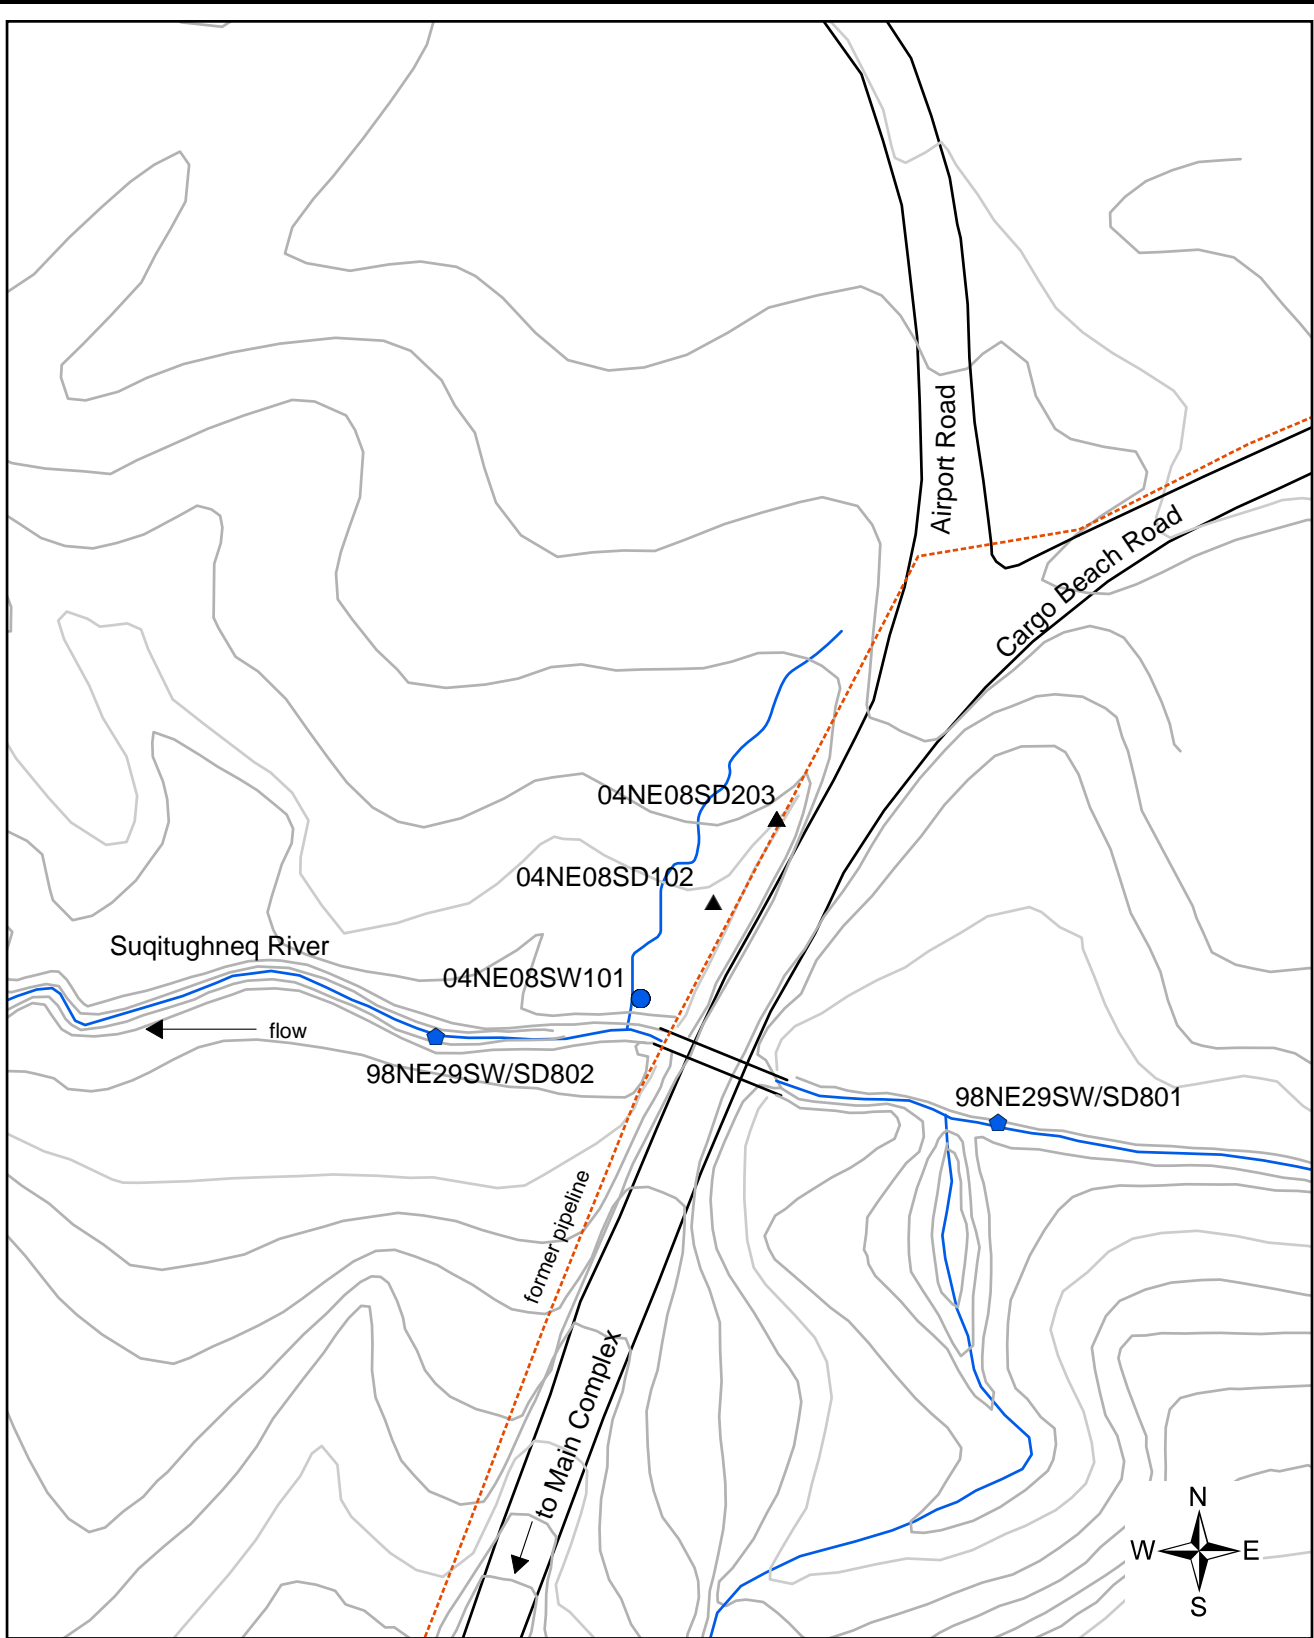 Airport Road
Cargo Beach Road
04NE08SD203
04NE08SD102
Suqitughneq River
04NE08SW101
flow
98NE29SW/SD802
98NE29SW/SD801
former pipeline
to Main Complex
N
W E
S